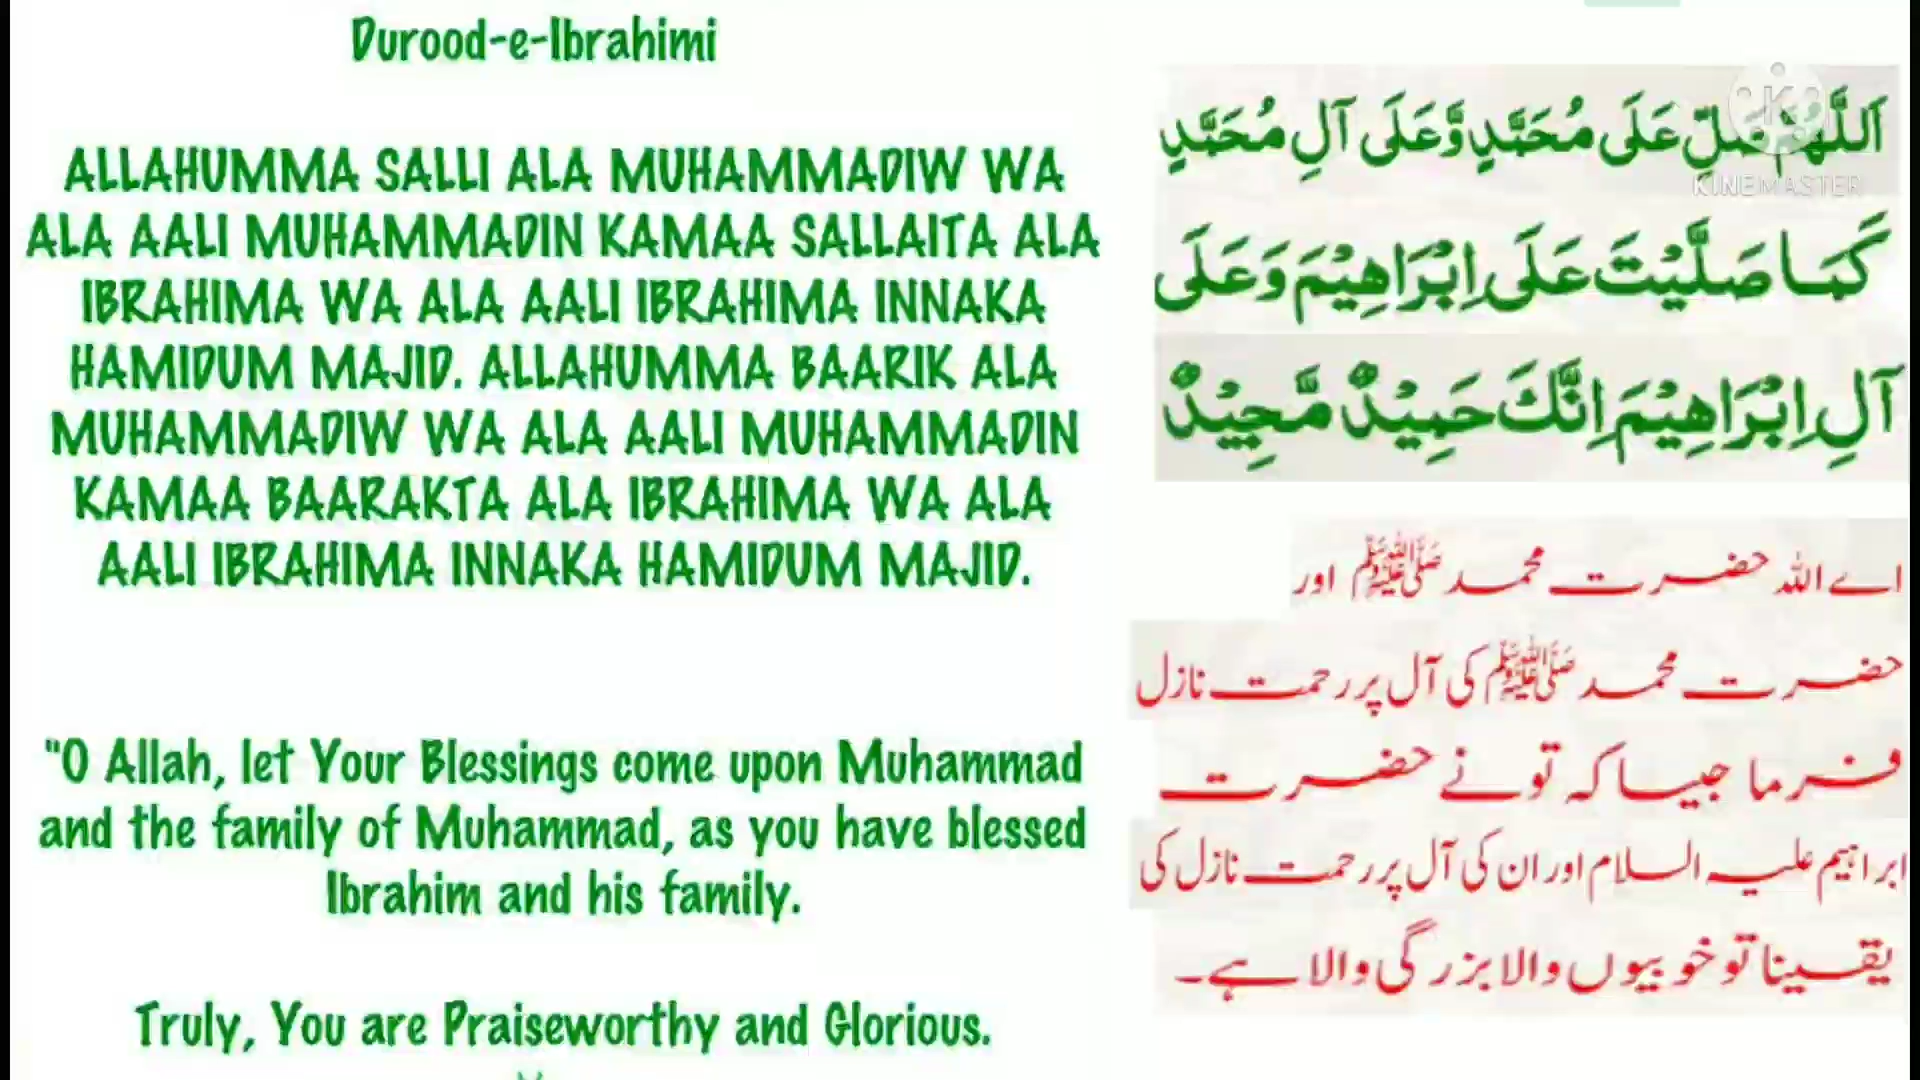 Durood-e-Ibrahimi
ALLAHUMMA SALLI ALA MUHAMMADIW WA
ALA AALI MUHAMMADIN KAMAA SALLAITA ALA
IBRAHIMA WA ALA AALI IBRAHIMA INNAKA
HAMIDUM MAJID. ALLAHUMMA BAARIK ALA
MUHAMMADIW WA ALA AALI MUHAMMADIN
KAMAA BAARAKTA ALA IBRAHIMA WA ALA
AALI IBRAHIMA INNAKA HAMIDUM MAJID.
"O Allah, let Your Blessings come upon Muhammad
and the family of Muhammad, as you have blessed
Ibrahim and his family.
Truly, You are Praiseworthy and Glorious.
اَللّٰهُمَّ صَلِّ عَلَى مُحَمَّدٍ وَّعَلَى آلِ مُحَمَّدٍ
KINEMASTER
كَمَا صَلَّيْتَ عَلَى اِبْرَاهِيْمَ وَعَلَى
آلِ اِبْرَاهِيْمَ اِنَّكَ حَمِيْدٌ مَّجِيْدٌ
اے اللہ حضرت محمد ﷺ اور
حضرت محمد ﷺ کی آل پر رحمت نازل
فرما جیسا کہ تو نے حضرت
ابراہیم علیہ السلام اور ان کی آل پر رحمت نازل کی
یقینا تو خوبیوں والا بزرگی والا ہے۔